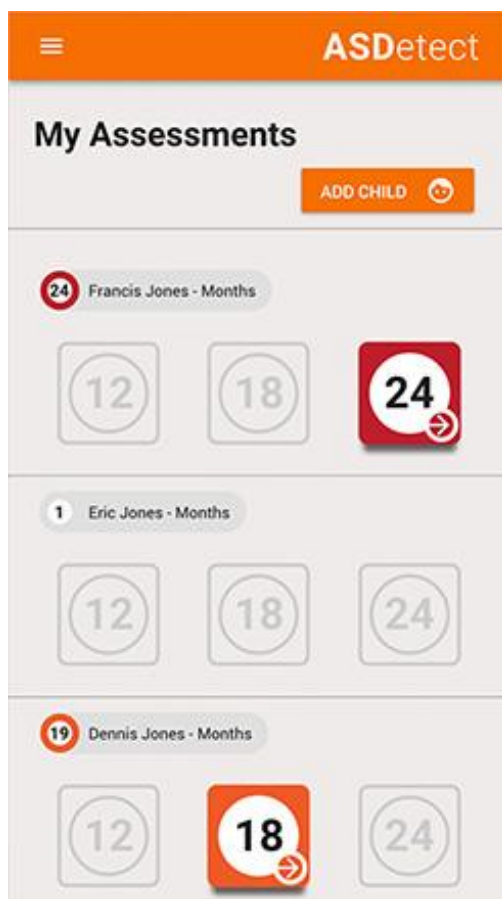 ASDetect
My Assessments
ADD CHILD
24 Francis Jones - Months
12 18 24
1 Eric Jones - Months
12 18 24
19 Dennis Jones - Months
12 18 24